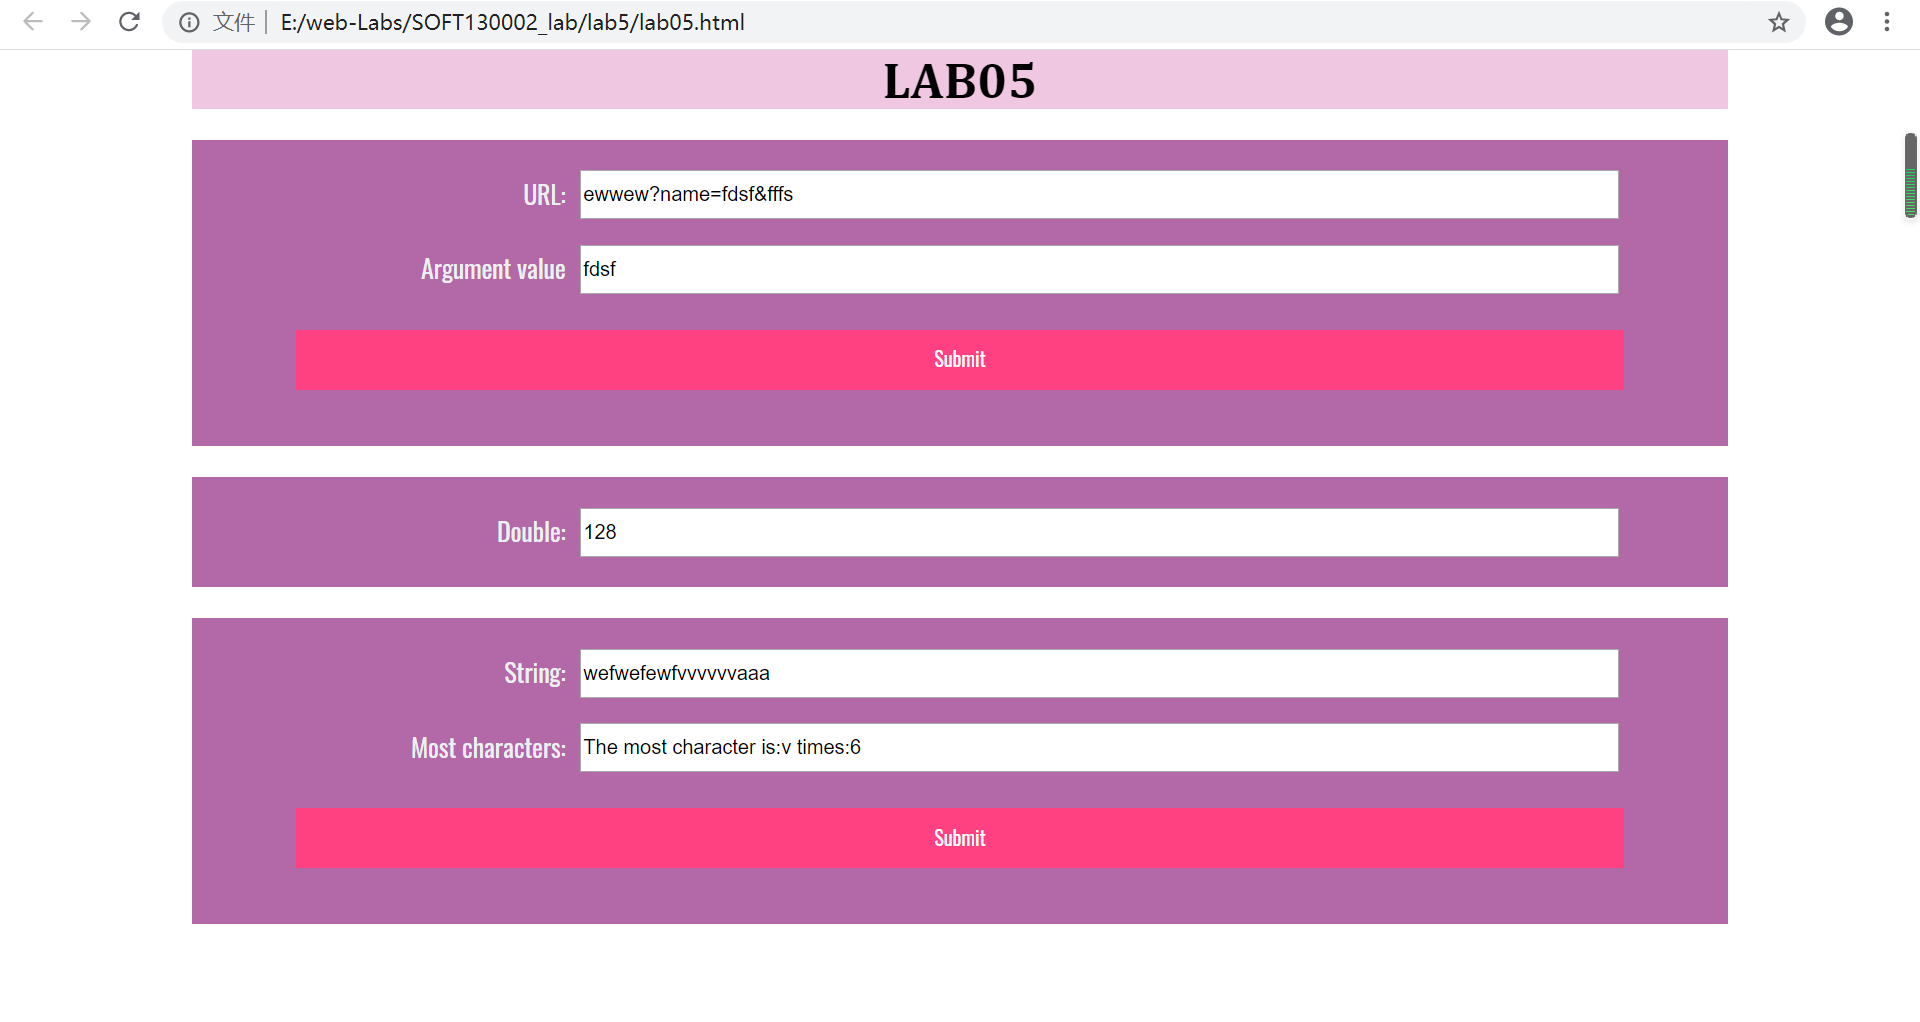 文件 E:/web-Labs/SOFT130002_lab/lab5/lab05.html
LAB05
URL: ewwew?name=fdsf&fffs
Argument value fdsf
Submit
Double: 128
String: wefwefewfvvvvvvaaa
Most characters: The most character is:v times:6
Submit